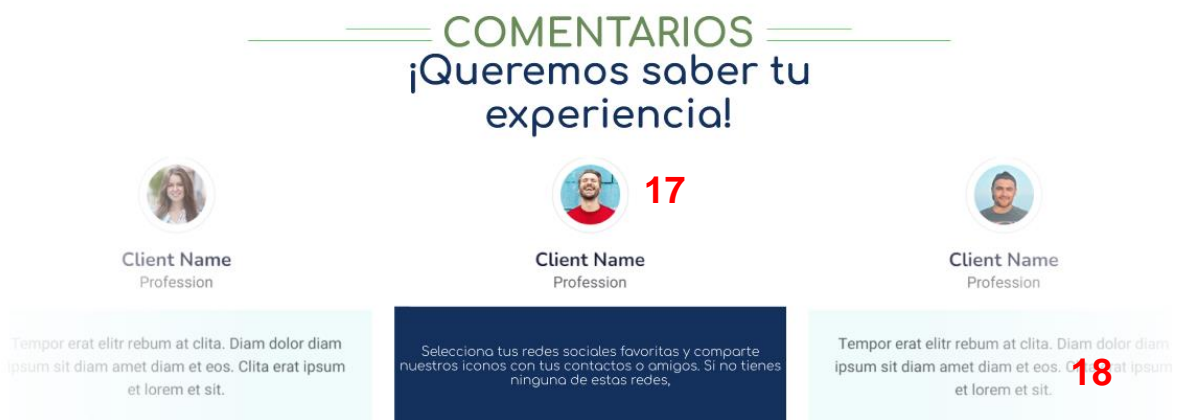 COMENTARIOS
¡Queremos saber tu
experiencia!
17
Client Name
Profession
Tempor erat elitr rebum at clita. Diam dolor diam
ipsum sit diam amet diam et eos. Clita erat ipsum
et lorem et sit.
Client Name
Profession
Selecciona tus redes sociales favoritas y comparte
nuestros iconos con tus contactos o amigos. Si no tienes
ninguna de estas redes,
Client Name
Profession
Tempor erat elitr rebum at clita. Diam dolor diam
ipsum sit diam amet diam et eos. ipsum
et lorem et sit.
18